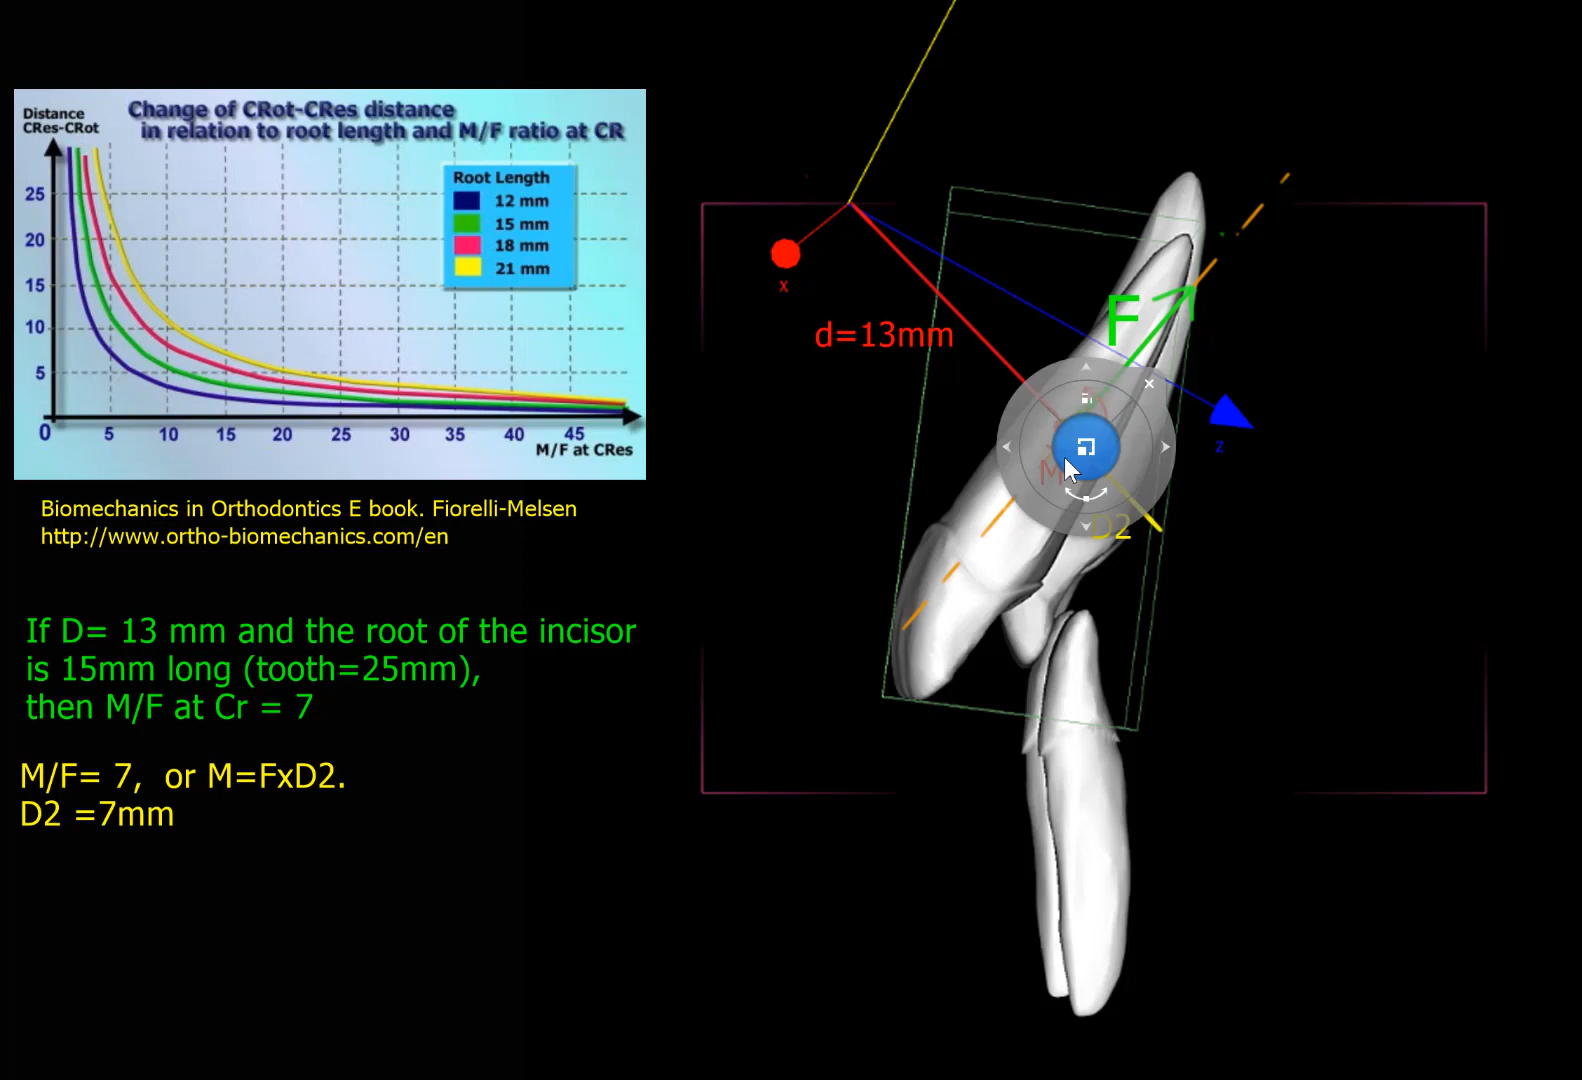 Distance
CRes-CRot
Change of CRot-CRes distance
in relation to root length and M/F ratio at CR
Root Length
12 mm
15 mm
18 mm
21 mm
25
20
15
10
5
0
5
10
15
20
25
30
35
40
45
M/F at CRes
Biomechanics in Orthodontics E book. Fiorelli-Melsen
http://www.ortho-biomechanics.com/en
If D= 13 mm and the root of the incisor
is 15mm long (tooth=25mm),
then M/F at Cr = 7
M/F= 7, or M=FxD2.
D2 =7mm
x
d=13mm
F
z
M
D2